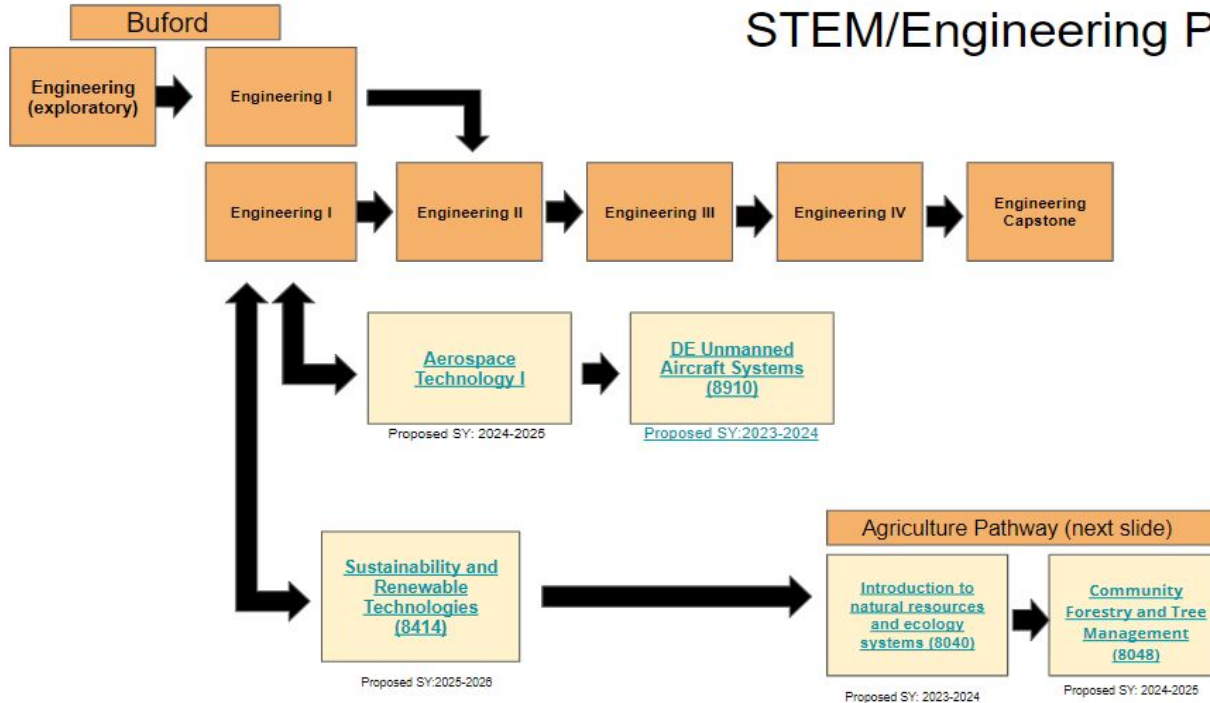 STEM/Engineering P
Buford
Engineering
(exploratory)
Engineering I
Engineering I
Engineering II
Engineering III
Engineering IV
Engineering
Capstone
Aerospace
Technology I
Proposed SY: 2024-2025
DE Unmanned
Aircraft Systems
(8910)
Proposed SY:2023-2024
Sustainability and
Renewable
Technologies
(8414)
Proposed SY:2025-2026
Agriculture Pathway (next slide)
Introduction to
natural resources
and ecology
systems (8040)
Proposed SY: 2023-2024
Community
Forestry and Tree
Management
(8048)
Proposed SY: 2024-2025